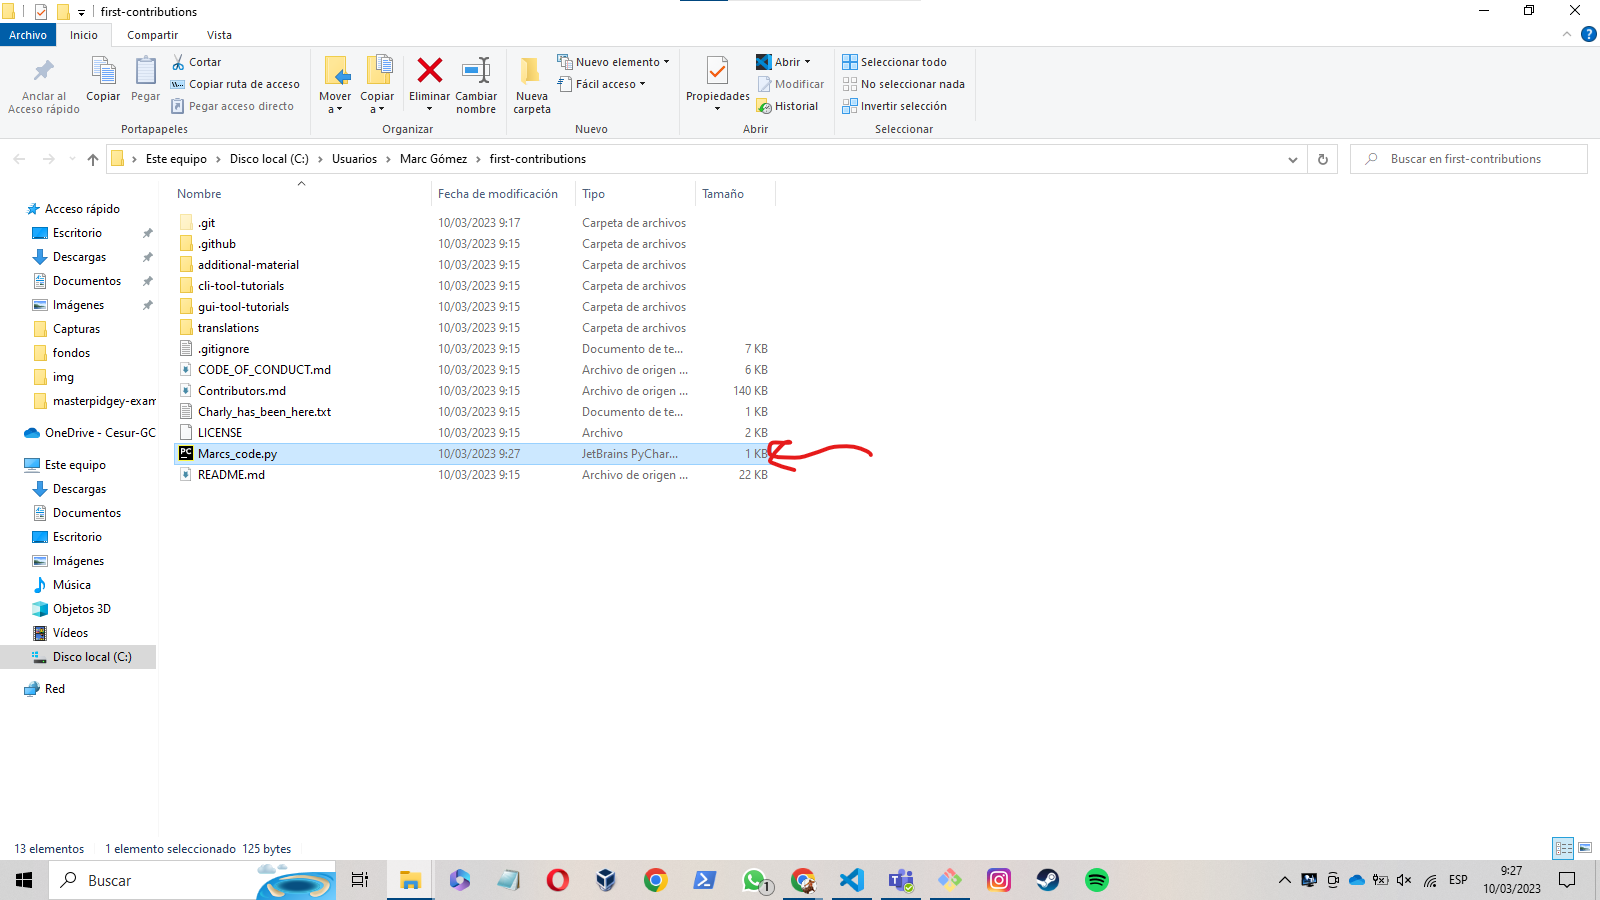 first-contributions
Archivo Inicio Compartir Vista
Anclar al Acceso rápido
Copiar
Pegar
Cortar
Copiar ruta de acceso
Pegar acceso directo
Portapapeles
Mover a
Copiar a
Eliminar
Cambiar nombre
Organizar
Nueva carpeta
Nuevo elemento
Fácil acceso
Nuevo
Propiedades
Abrir
Modificar
Historial
Abrir
Seleccionar todo
No seleccionar nada
Invertir selección
Seleccionar
Este equipo > Disco local (C:) > Usuarios > Marc Gómez > first-contributions
Buscar en first-contributions
Acceso rápido
Escritorio
Descargas
Documentos
Imágenes
Capturas
fondos
img
masterpidgey-exam
OneDrive - Cesur-GC
Este equipo
Descargas
Documentos
Escritorio
Imágenes
Música
Objetos 3D
Vídeos
Disco local (C:)
Red
Nombre Fecha de modificación Tipo Tamaño
.git 10/03/2023 9:17 Carpeta de archivos
.github 10/03/2023 9:15 Carpeta de archivos
additional-material 10/03/2023 9:15 Carpeta de archivos
cli-tool-tutorials 10/03/2023 9:15 Carpeta de archivos
gui-tool-tutorials 10/03/2023 9:15 Carpeta de archivos
translations 10/03/2023 9:15 Carpeta de archivos
.gitignore 10/03/2023 9:15 Documento de te... 7 KB
CODE_OF_CONDUCT.md 10/03/2023 9:15 Archivo de origen ... 6 KB
Contributors.md 10/03/2023 9:15 Archivo de origen ... 140 KB
Charly_has_been_here.txt 10/03/2023 9:15 Documento de te... 1 KB
LICENSE 10/03/2023 9:15 Archivo 2 KB
Marcs_code.py 10/03/2023 9:27 JetBrains PyChar... 1 KB
README.md 10/03/2023 9:15 Archivo de origen ... 22 KB
13 elementos 1 elemento seleccionado 125 bytes
Buscar
1
ESP
9:27
10/03/2023